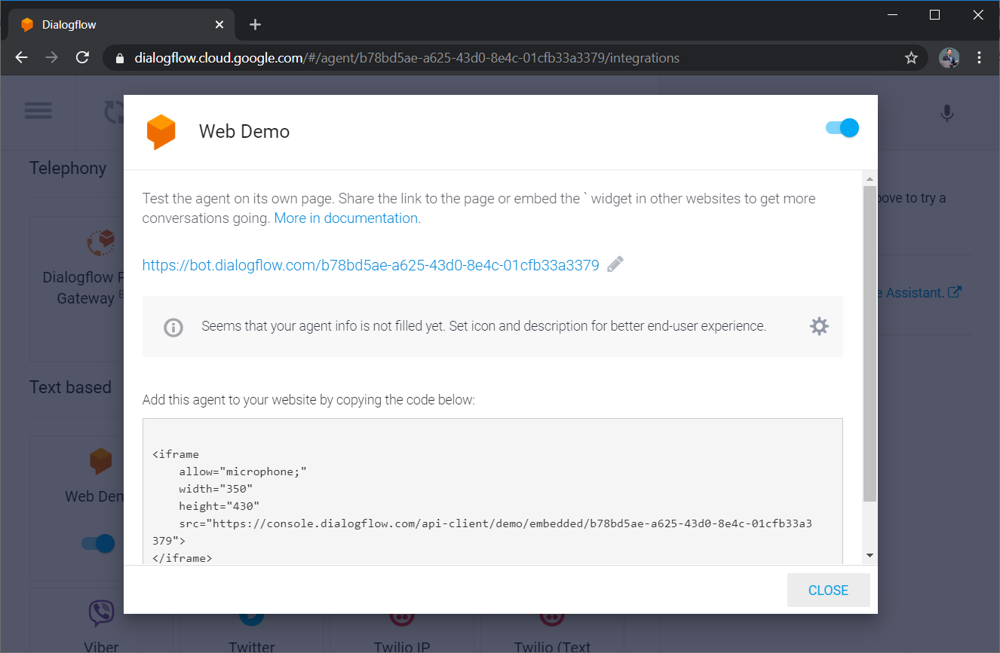 Dialogflow
dialogflow.cloud.google.com/#/agent/b78bd5ae-a625-43d0-8e4c-01cfb33a3379/integrations
Web Demo
Telephony
Test the agent on its own page. Share the link to the page or embed the ` widget in other websites to get more
conversations going. More in documentation.
to try a
Dialogflow
Gateway
https://bot.dialogflow.com/b78bd5ae-a625-43d0-8e4c-01cfb33a3379
Assistant.
Seems that your agent info is not filled yet. Set icon and description for better end-user experience.
Text based
Add this agent to your website by copying the code below:
<iframe
allow="microphone;"
width="350"
height="430"
src="https://console.dialogflow.com/api-client/demo/embedded/b78bd5ae-a625-43d0-8e4c-01cfb33a3
379">
</iframe>
Web Dem
CLOSE
Viber
Twitter
Twilio IP
Twilio (Text